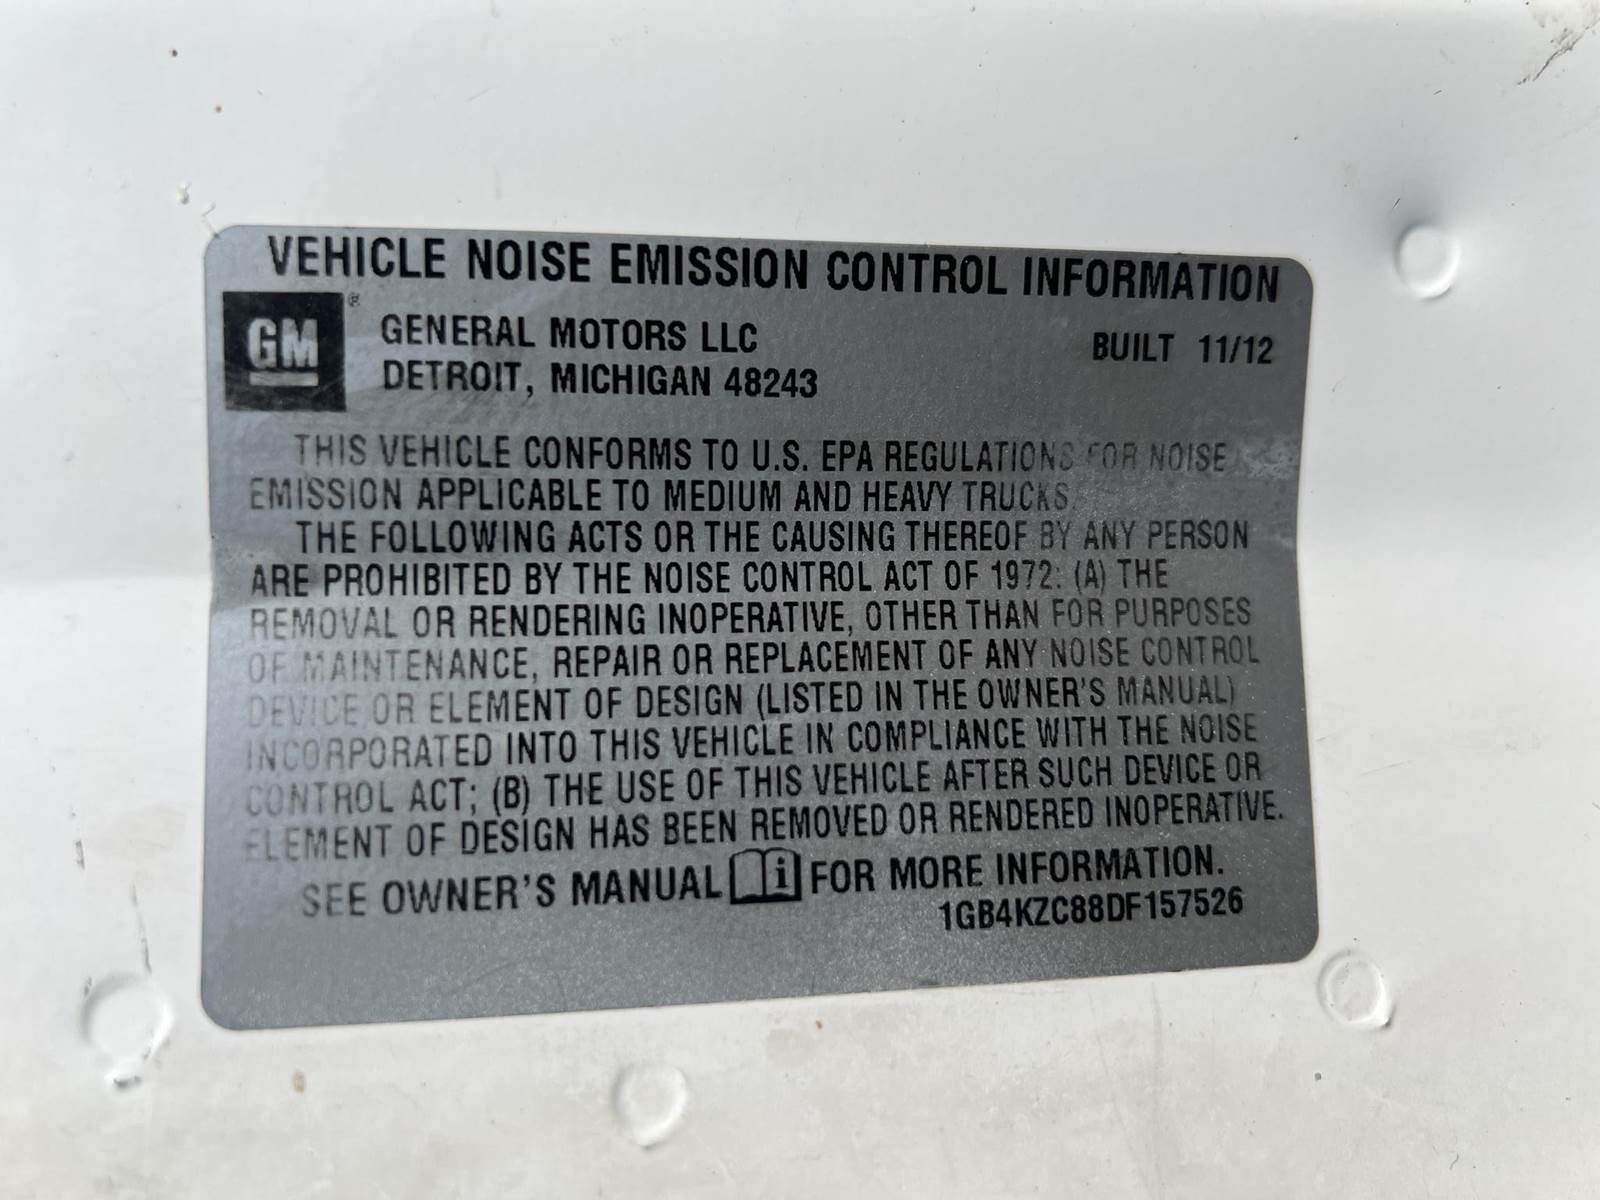 VEHICLE NOISE EMISSION CONTROL INFORMATION
GM ®
GENERAL MOTORS LLC
BUILT 11/12
DETROIT, MICHIGAN 48243
THIS VEHICLE CONFORMS TO U.S. EPA REGULATIONS FOR NOISE
EMISSION APPLICABLE TO MEDIUM AND HEAVY TRUCKS
THE FOLLOWING ACTS OR THE CAUSING THEREOF BY ANY PERSON
ARE PROHIBITED BY THE NOISE CONTROL ACT OF 1972: (A) THE
REMOVAL OR RENDERING INOPERATIVE, OTHER THAN FOR PURPOSES
OF MAINTENANCE, REPAIR OR REPLACEMENT OF ANY NOISE CONTROL
DEVICE OR ELEMENT OF DESIGN (LISTED IN THE OWNER'S MANUAL)
INCORPORATED INTO THIS VEHICLE IN COMPLIANCE WITH THE NOISE
CONTROL ACT; (B) THE USE OF THIS VEHICLE AFTER SUCH DEVICE OR
ELEMENT OF DESIGN HAS BEEN REMOVED OR RENDERED INOPERATIVE.
SEE OWNER'S MANUAL i FOR MORE INFORMATION.
1GB4KZC88DF157526